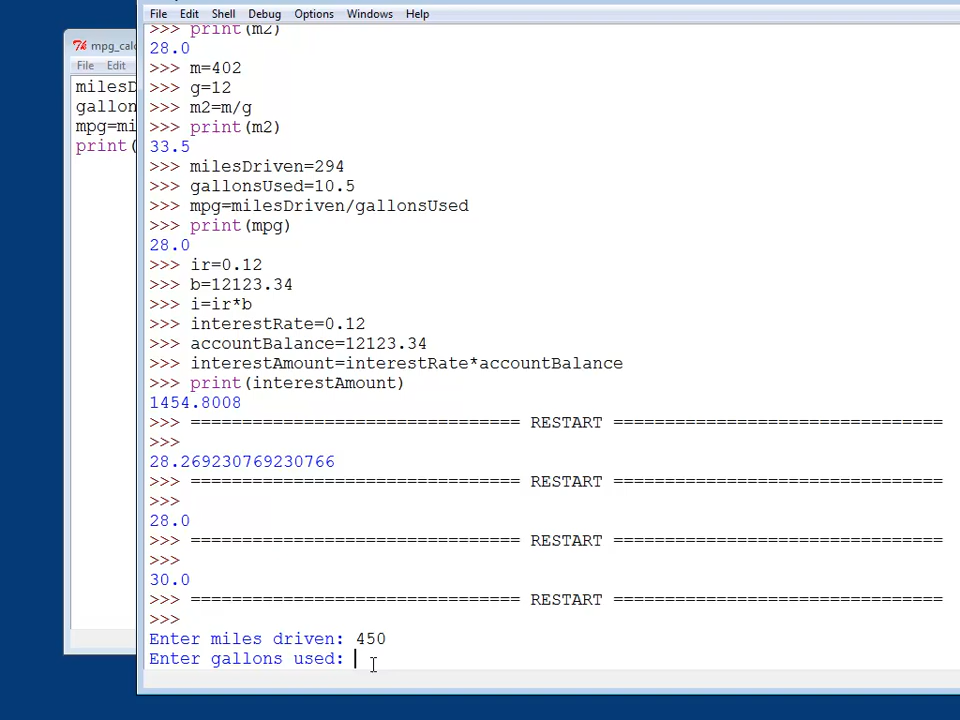 File Edit Shell Debug Options Windows Help
mpg_calc
File Edit
milesD
gallon
mpg=mi
print(
>>> print(m2)
28.0
>>> m=402
>>> g=12
>>> m2=m/g
>>> print(m2)
33.5
>>> milesDriven=294
>>> gallonsUsed=10.5
>>> mpg=milesDriven/gallonsUsed
>>> print(mpg)
28.0
>>> ir=0.12
>>> b=12123.34
>>> i=ir*b
>>> interestRate=0.12
>>> accountBalance=12123.34
>>> interestAmount=interestRate*accountBalance
>>> print(interestAmount)
1454.8008
>>> ================================ RESTART ================================
>>>
28.269230769230766
>>> ================================ RESTART ================================
>>>
28.0
>>> ================================ RESTART ================================
>>>
30.0
>>> ================================ RESTART ================================
>>>
Enter miles driven: 450
Enter gallons used: